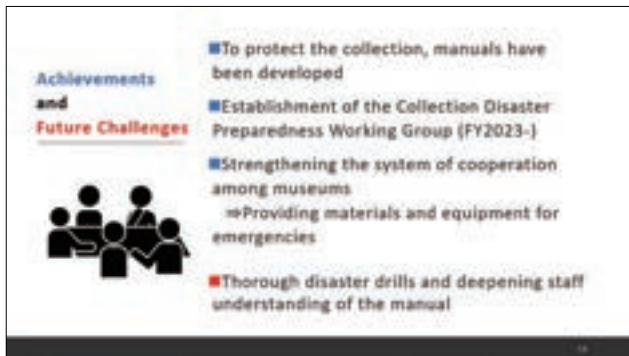 Achievements
and
Future Challenges
■To protect the collection, manuals have
been developed
■Establishment of the Collection Disaster
Preparedness Working Group (FY2023-)
■Strengthening the system of cooperation
among museums
⇒Providing materials and equipment for
emergencies
■Thorough disaster drills and deepening staff
understanding of the manual